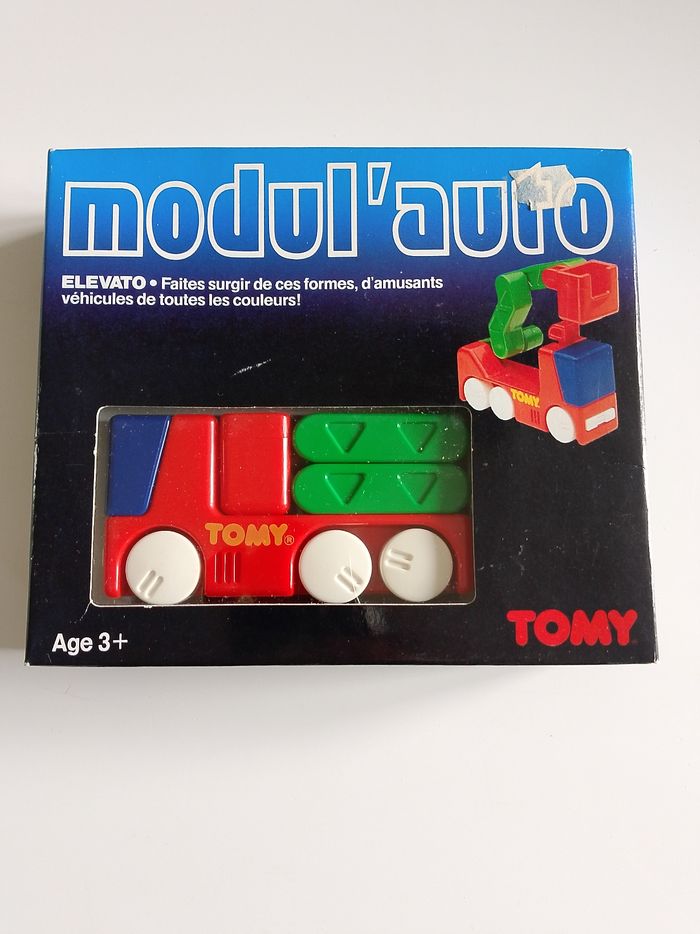 modul'auto
ELEVATO • Faites surgir de ces formes, d'amusants
véhicules de toutes les couleurs!
TOMY
TOMY®
Age 3+
TOMY